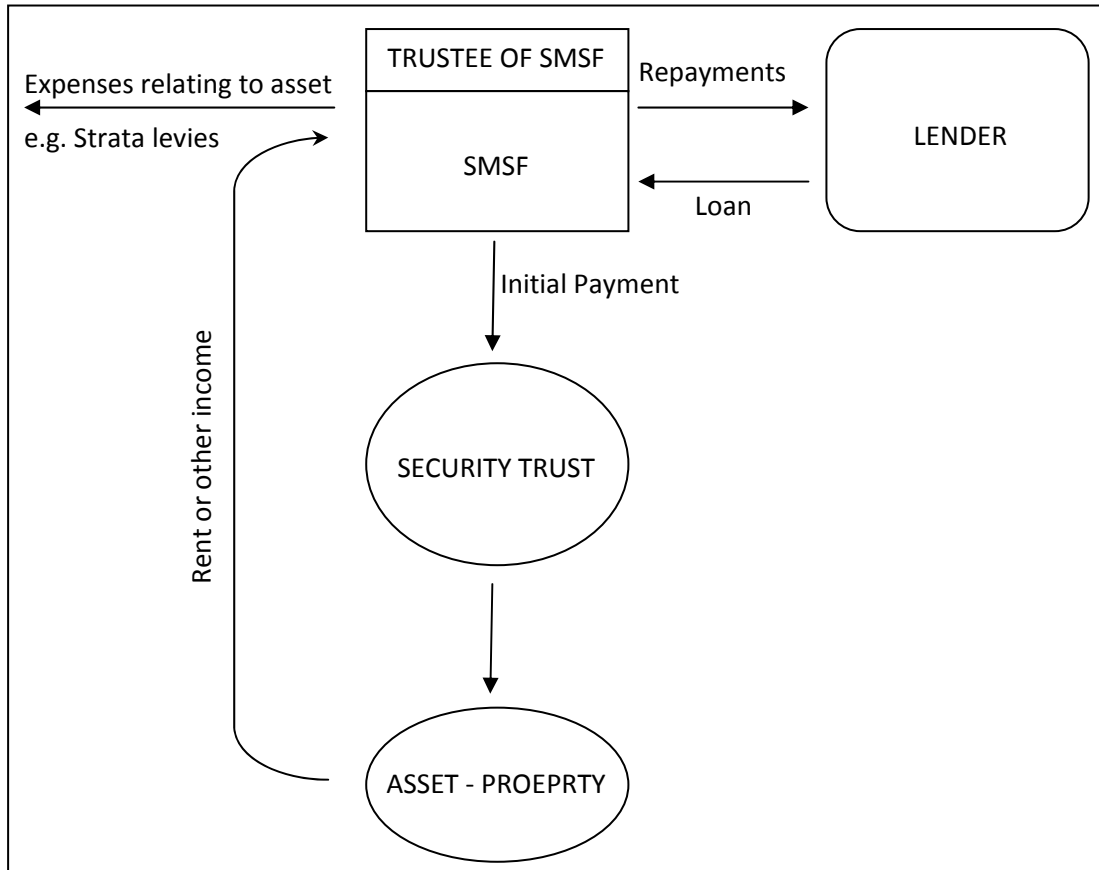 TRUSTEE OF SMSF
Expenses relating to asset
e.g. Strata levies
Repayments
SMSF
LENDER
Loan
Initial Payment
Rent or other income
SECURITY TRUST
ASSET - PROEPRTY